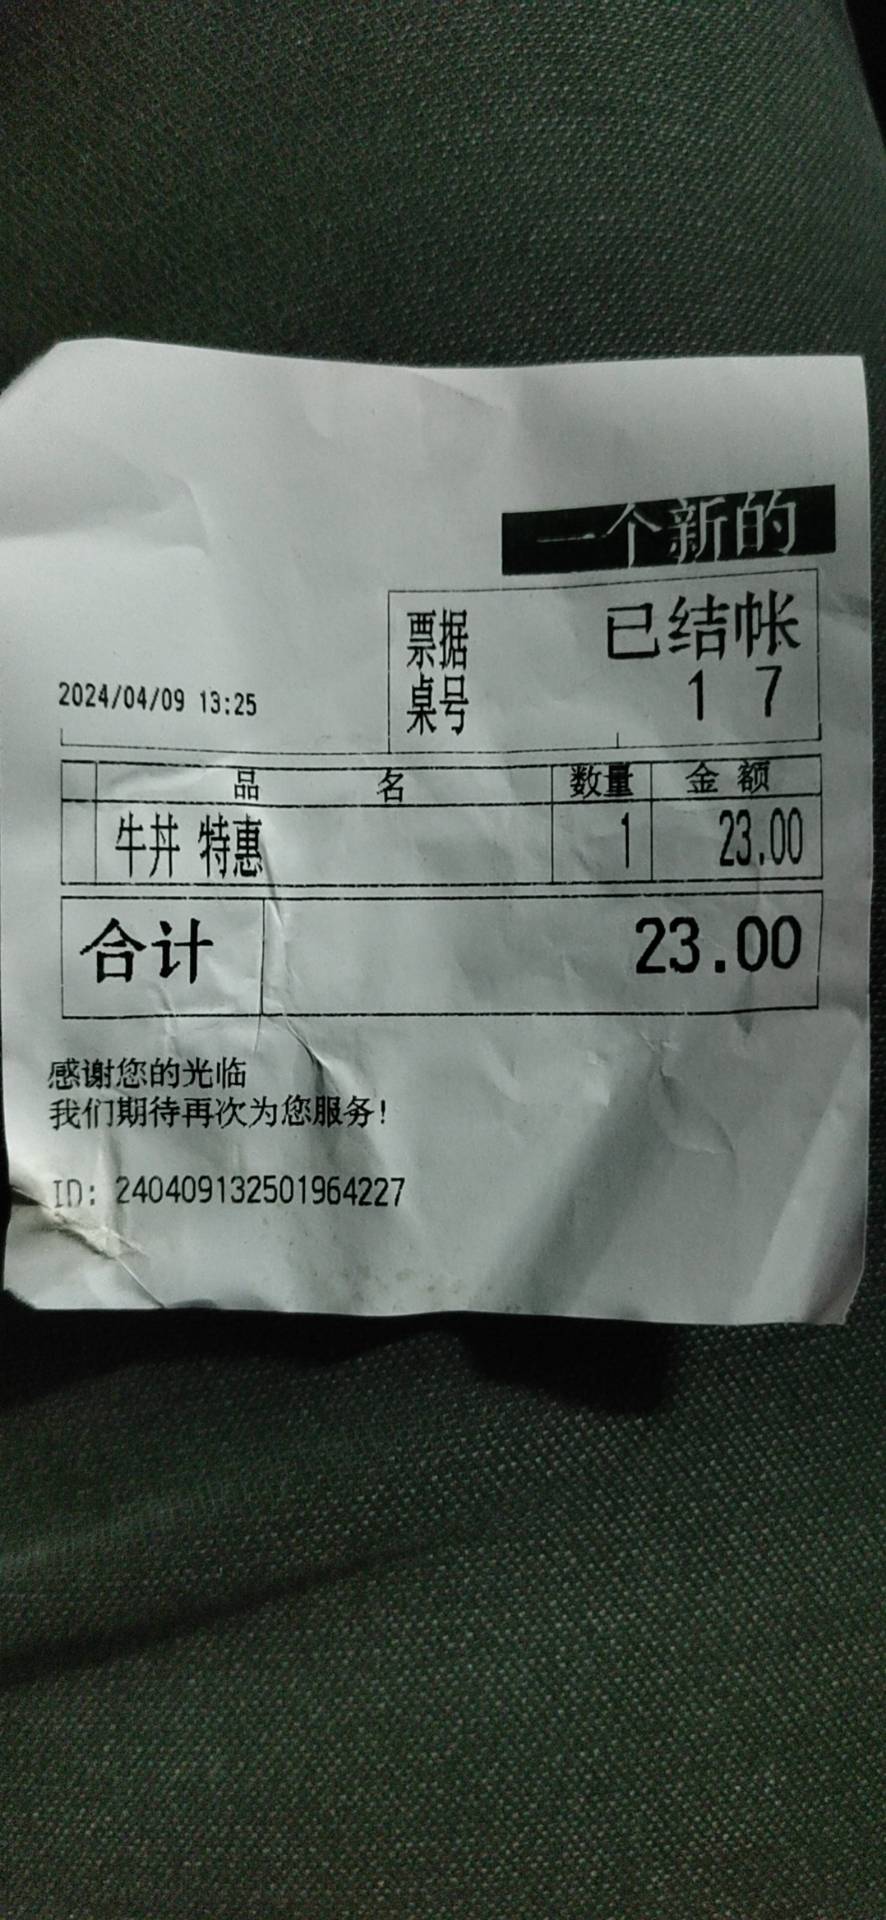 一个新的
票据 已结帐
2024/04/09 13:25 桌号 17
品名 数量 金额
牛丼 特惠 1 23.00
合计 23.00
感谢您的光临
我们期待再次为您服务!
ID: 240409132501964227